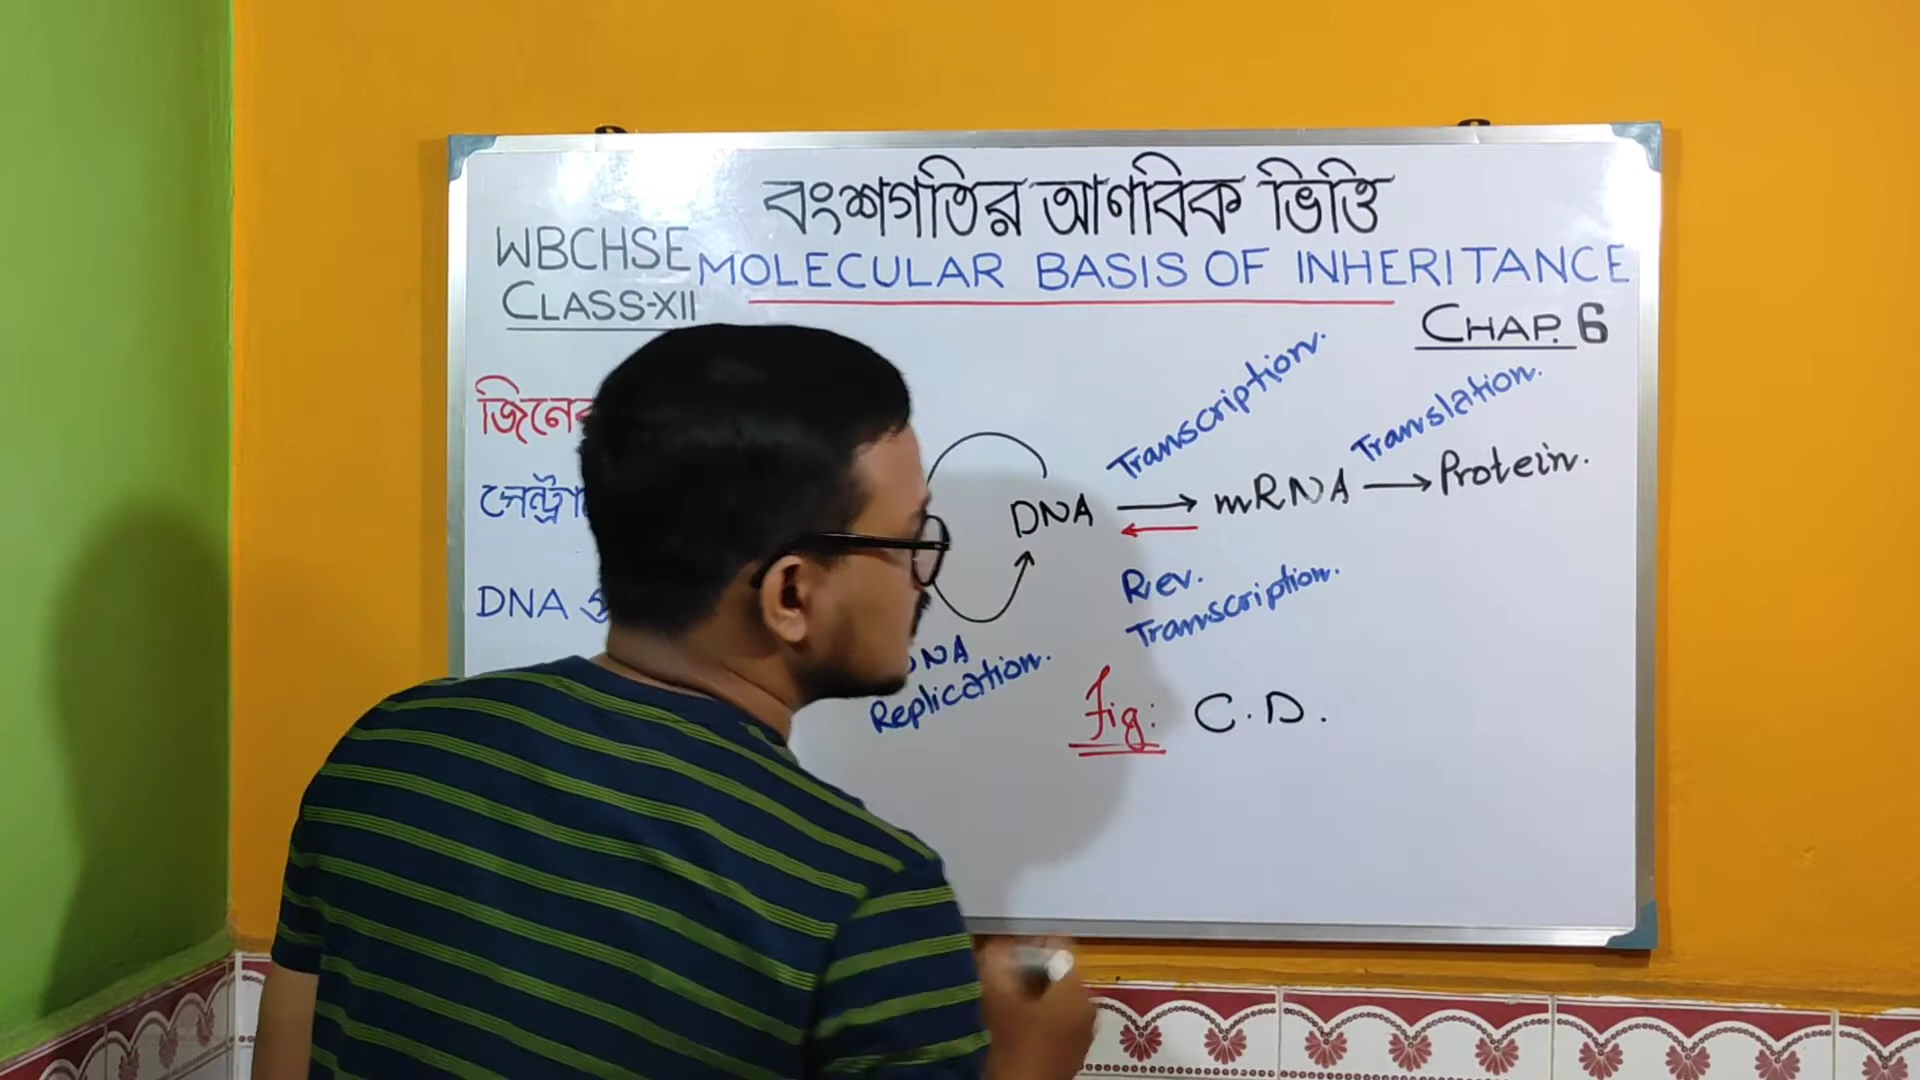 বংশগতির আণবিক ভিত্তি
WBCHSE
MOLECULAR BASIS OF INHERITANCE
CLASS-XII
CHAP. 6
জিনের
DNA
Transcription.
Translation.
DNA → mRNA → Protein.
Rev.
Transcription.
Replication.
Fig: C.D.